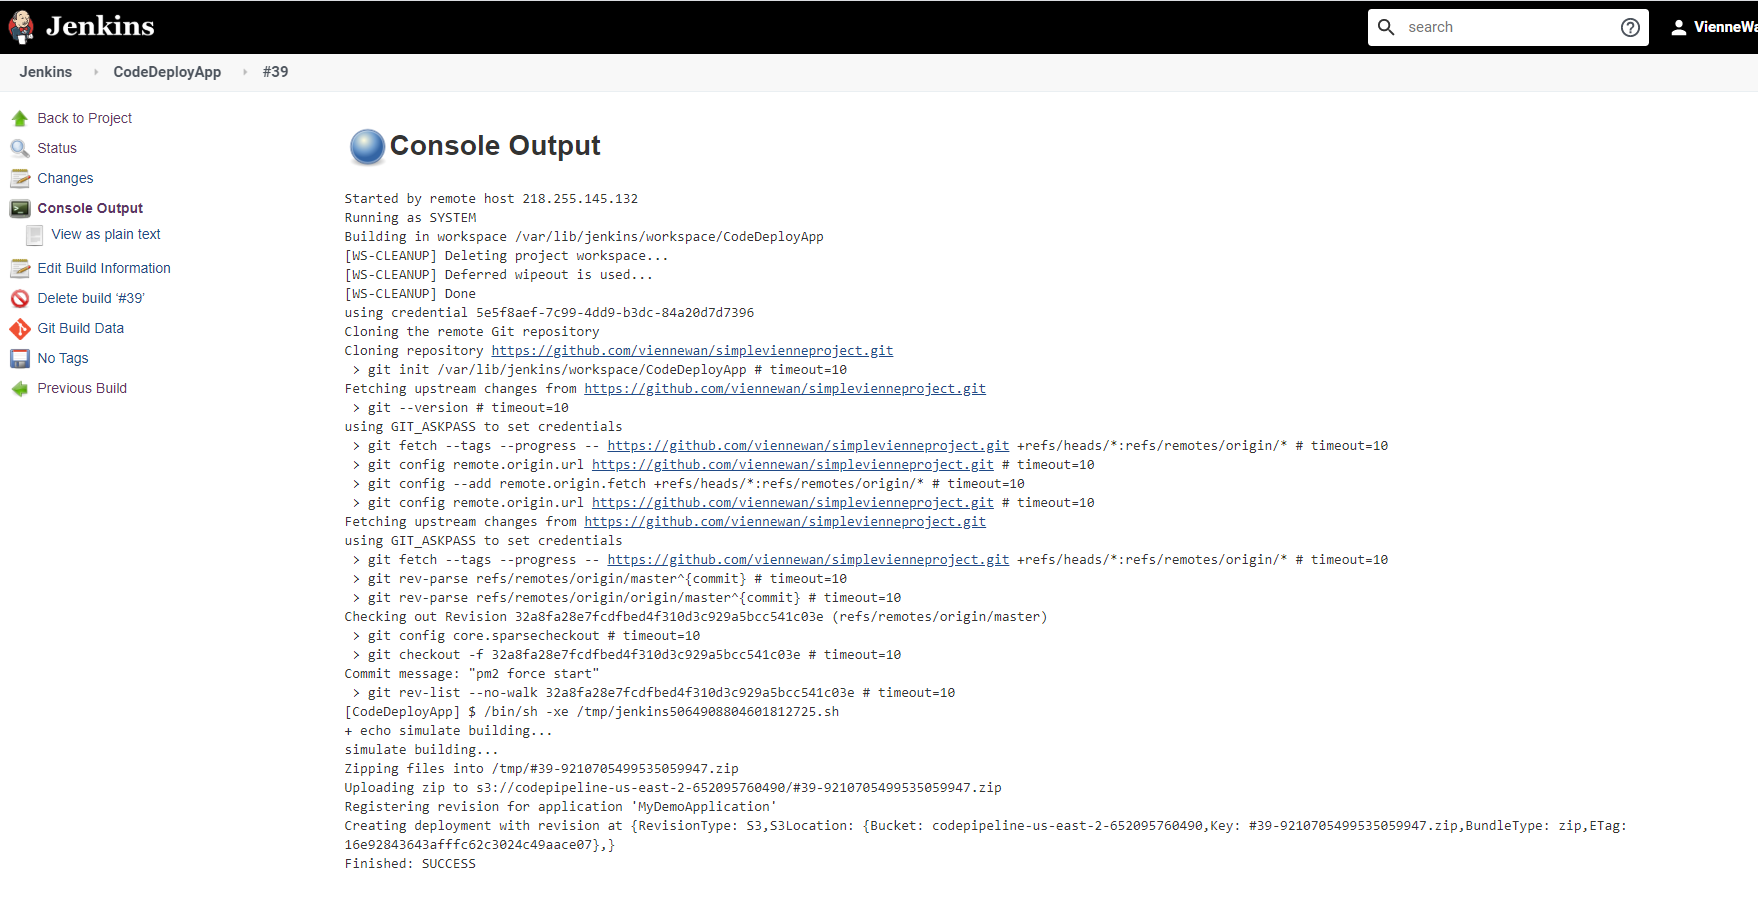 Jenkins
search
VienneWa
Jenkins CodeDeployApp #39
Back to Project
Status
Changes
Console Output
View as plain text
Edit Build Information
Delete build ‘#39’
Git Build Data
No Tags
Previous Build
Console Output
Started by remote host 218.255.145.132
Running as SYSTEM
Building in workspace /var/lib/jenkins/workspace/CodeDeployApp
[WS-CLEANUP] Deleting project workspace...
[WS-CLEANUP] Deferred wipeout is used...
[WS-CLEANUP] Done
using credential 5e5f8aef-7c99-4dd9-b3dc-84a20d7d7396
Cloning the remote Git repository
Cloning repository https://github.com/viennewan/simplevienneproject.git
> git init /var/lib/jenkins/workspace/CodeDeployApp # timeout=10
Fetching upstream changes from https://github.com/viennewan/simplevienneproject.git
> git --version # timeout=10
using GIT_ASKPASS to set credentials
> git fetch --tags --progress -- https://github.com/viennewan/simplevienneproject.git +refs/heads/*:refs/remotes/origin/* # timeout=10
> git config remote.origin.url https://github.com/viennewan/simplevienneproject.git # timeout=10
> git config --add remote.origin.fetch +refs/heads/*:refs/remotes/origin/* # timeout=10
> git config remote.origin.url https://github.com/viennewan/simplevienneproject.git # timeout=10
Fetching upstream changes from https://github.com/viennewan/simplevienneproject.git
using GIT_ASKPASS to set credentials
> git fetch --tags --progress -- https://github.com/viennewan/simplevienneproject.git +refs/heads/*:refs/remotes/origin/* # timeout=10
> git rev-parse refs/remotes/origin/master^{commit} # timeout=10
> git rev-parse refs/remotes/origin/origin/master^{commit} # timeout=10
Checking out Revision 32a8fa28e7fcdfbed4f310d3c929a5bcc541c03e (refs/remotes/origin/master)
> git config core.sparsecheckout # timeout=10
> git checkout -f 32a8fa28e7fcdfbed4f310d3c929a5bcc541c03e # timeout=10
Commit message: "pm2 force start"
> git rev-list --no-walk 32a8fa28e7fcdfbed4f310d3c929a5bcc541c03e # timeout=10
[CodeDeployApp] $ /bin/sh -xe /tmp/jenkins5064908804601812725.sh
+ echo simulate building...
simulate building...
Zipping files into /tmp/#39-9210705499535059947.zip
Uploading zip to s3://codepipeline-us-east-2-652095760490/#39-9210705499535059947.zip
Registering revision for application 'MyDemoApplication'
Creating deployment with revision at {RevisionType: S3,S3Location: {Bucket: codepipeline-us-east-2-652095760490,Key: #39-9210705499535059947.zip,BundleType: zip,ETag:
16e92843643afffc62c3024c49aace07},}
Finished: SUCCESS